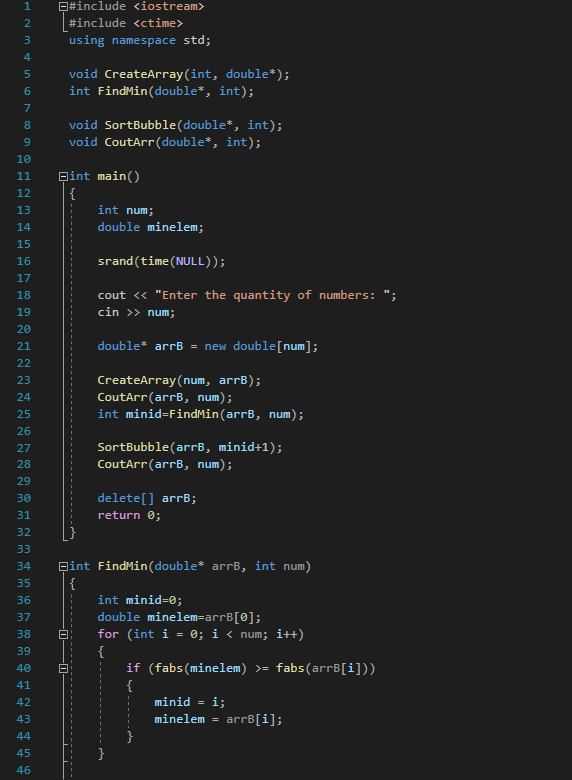 1 #include <iostream>
2 #include <ctime>
3 using namespace std;
4
5 void CreateArray(int, double*);
6 int FindMin(double*, int);
7
8 void SortBubble(double*, int);
9 void CoutArr(double*, int);
10
11 int main()
12 {
13     int num;
14     double minelem;
15
16     srand(time(NULL));
17
18     cout << "Enter the quantity of numbers: ";
19     cin >> num;
20
21     double* arrB = new double[num];
22
23     CreateArray(num, arrB);
24     CoutArr(arrB, num);
25     int minid=FindMin(arrB, num);
26
27     SortBubble(arrB, minid+1);
28     CoutArr(arrB, num);
29
30     delete[] arrB;
31     return 0;
32 }
33
34 int FindMin(double* arrB, int num)
35 {
36     int minid=0;
37     double minelem=arrB[0];
38     for (int i = 0; i < num; i++)
39     {
40         if (fabs(minelem) >= fabs(arrB[i]))
41         {
42             minid = i;
43             minelem = arrB[i];
44         }
45     }
46